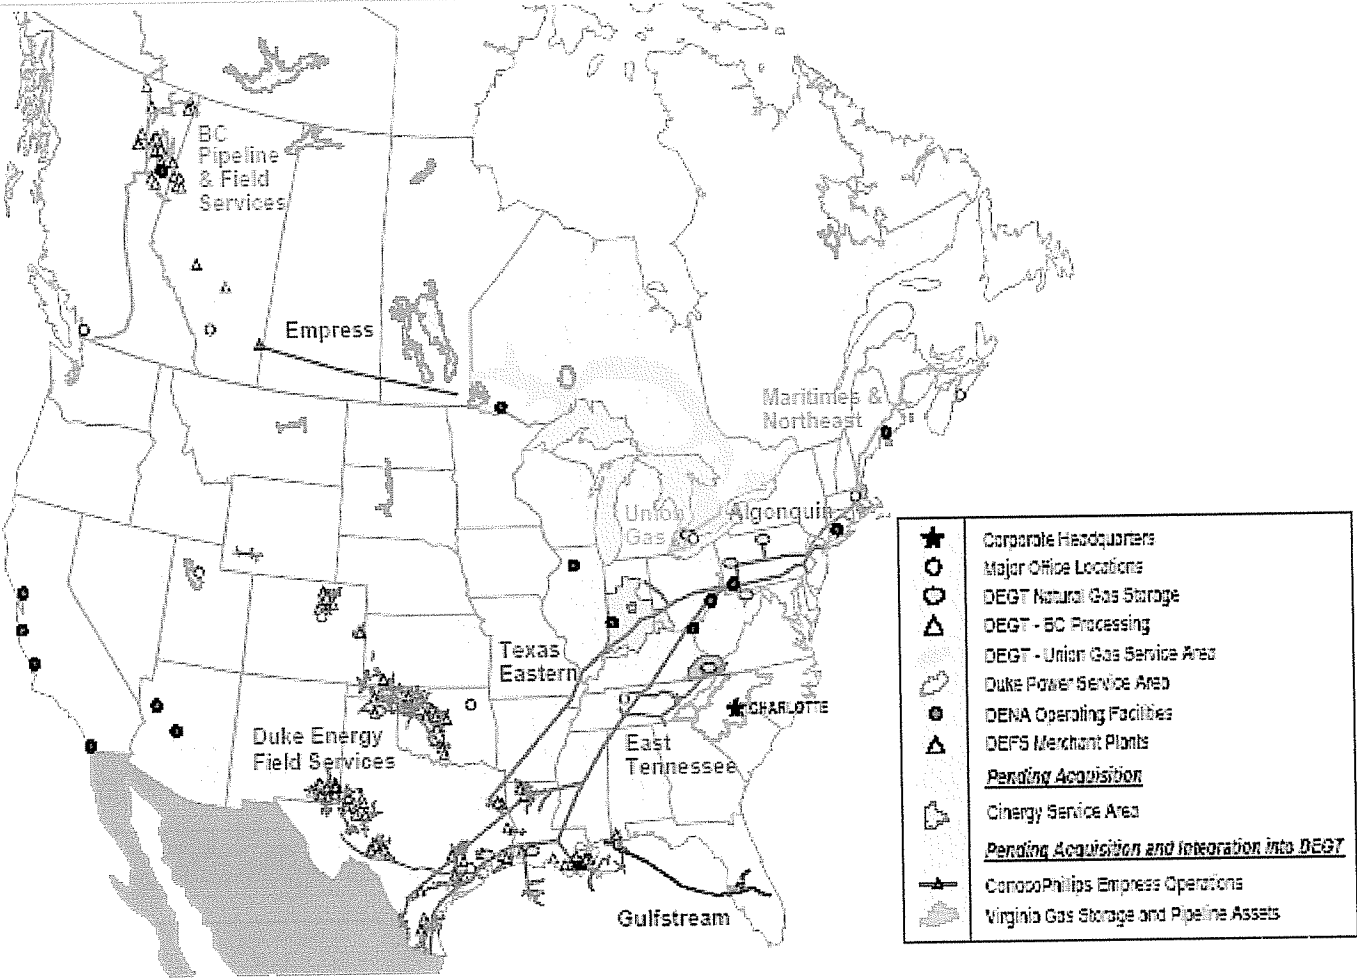 BC
Pipeline
& Field
Services
Empress
Maritimes &
Northeast
Union
Gas
Algonquin
Texas
Eastern
CHARLOTTE
Duke Energy
Field Services
East
Tennessee
Gulfstream
Corporate Headquarters
Major Office Locations
DEGT Natural Gas Storage
DEGT - BC Processing
DEGT - Union Gas Service Area
Duke Power Service Area
DENA Operating Facilities
DEFS Merchant Plants
Pending Acquisition
Cinergy Service Area
Pending Acquisition and Integration into DEGT
ConocoPhillips Empress Operations
Virginia Gas Storage and Pipeline Assets